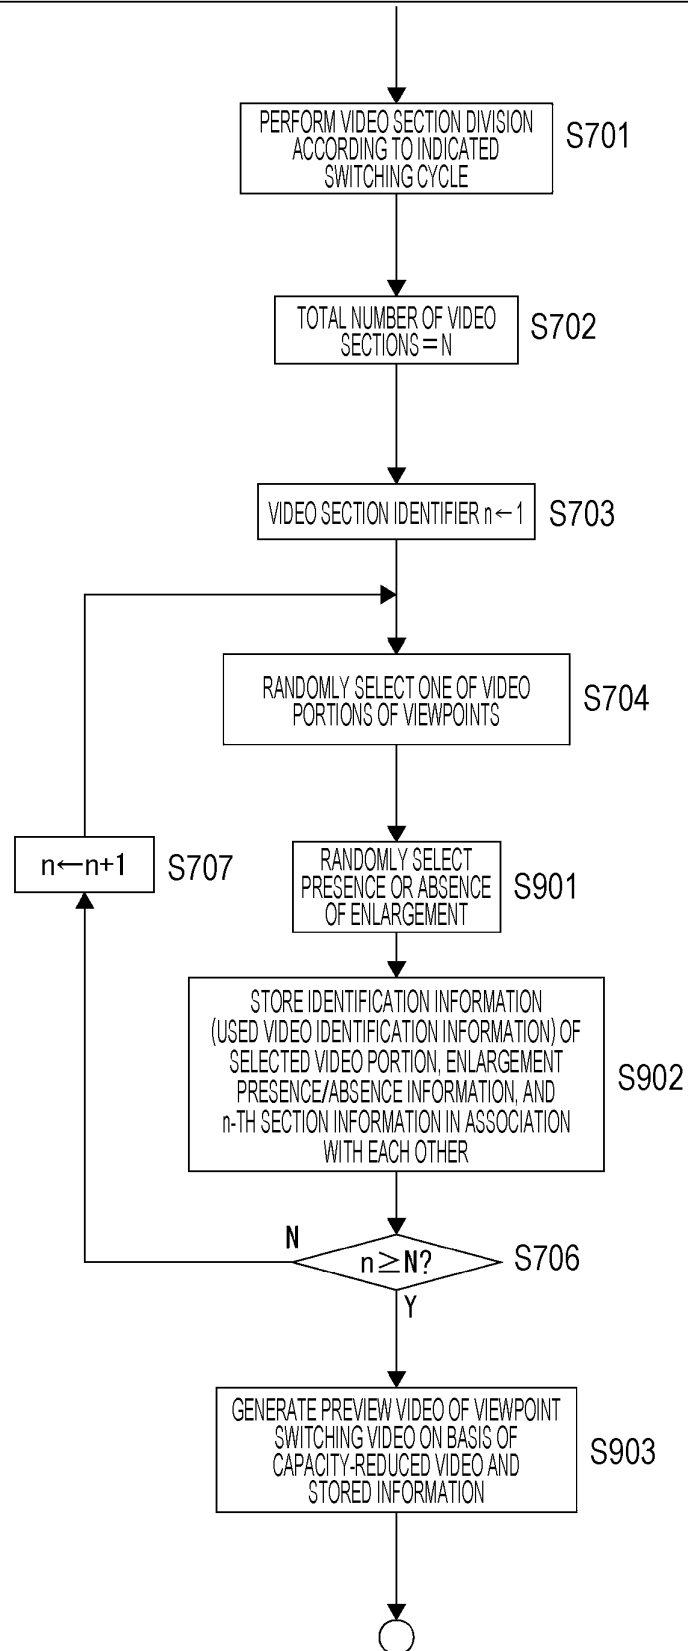 PERFORM VIDEO SECTION DIVISION
ACCORDING TO INDICATED
SWITCHING CYCLE
S701
TOTAL NUMBER OF VIDEO
SECTIONS=N
S702
VIDEO SECTION IDENTIFIER n←1
S703
RANDOMLY SELECT ONE OF VIDEO
PORTIONS OF VIEWPOINTS
S704
n←n+1
S707
RANDOMLY SELECT
PRESENCE OR ABSENCE
OF ENLARGEMENT
S901
STORE IDENTIFICATION INFORMATION
(USED VIDEO IDENTIFICATION INFORMATION) OF
SELECTED VIDEO PORTION, ENLARGEMENT
PRESENCE/ABSENCE INFORMATION, AND
n-TH SECTION INFORMATION IN ASSOCIATION
WITH EACH OTHER
S902
N
n≥N?
S706
Y
GENERATE PREVIEW VIDEO OF VIEWPOINT
SWITCHING VIDEO ON BASIS OF
CAPACITY-REDUCED VIDEO AND
STORED INFORMATION
S903